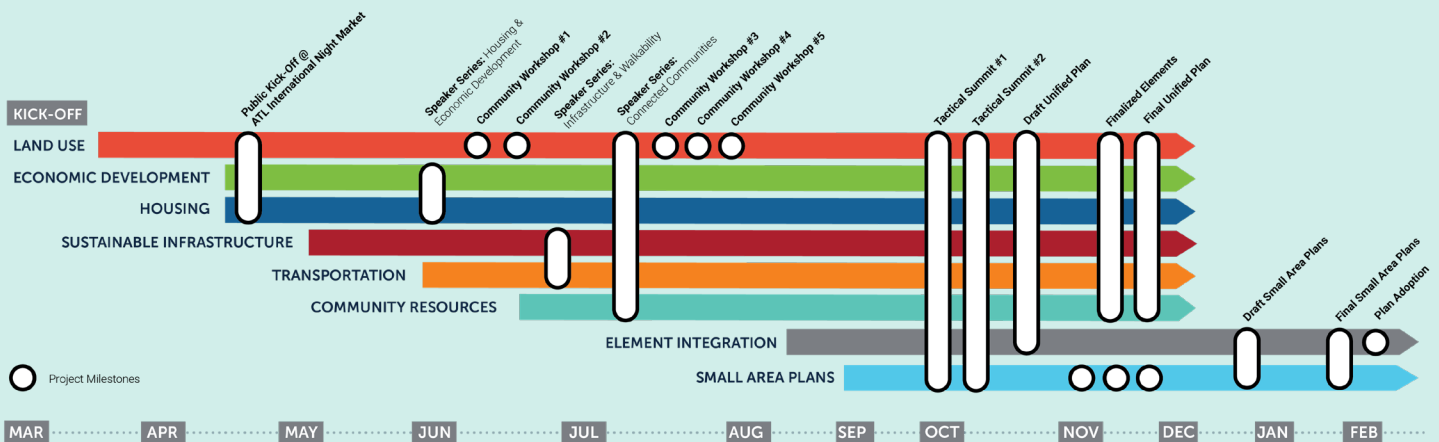 Public Kick-Off @
ATL International Night Market
Speaker Series: Housing &
Economic Development
Community Workshop #1
Community Workshop #2
Speaker Series:
Infrastructure & Walkability
Speaker Series:
Connected Communities
Community Workshop #3
Community Workshop #4
Community Workshop #5
Tactical Summit #1
Tactical Summit #2
Draft Unified Plan
Finalized Elements
Final Unified Plan
KICK-OFF
LAND USE
ECONOMIC DEVELOPMENT
HOUSING
SUSTAINABLE INFRASTRUCTURE
TRANSPORTATION
COMMUNITY RESOURCES
Draft Small Area Plans
Final Small Area Plans
Plan Adoption
ELEMENT INTEGRATION
SMALL AREA PLANS
Project Milestones
MAR APR MAY JUN JUL AUG SEP OCT NOV DEC JAN FEB